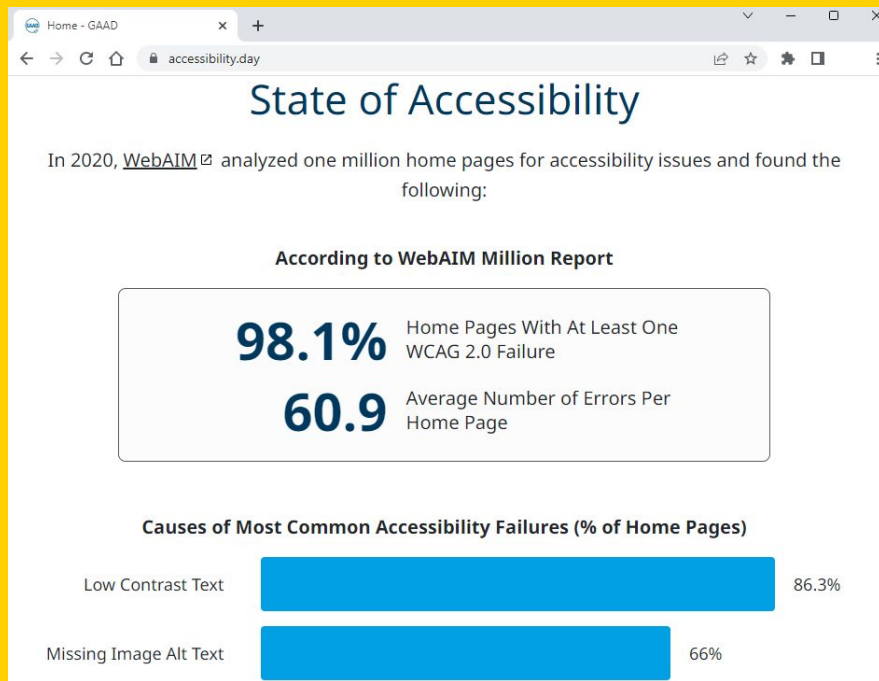 Home - GAAD
accessibility.day
State of Accessibility
In 2020, WebAIM analyzed one million home pages for accessibility issues and found the
following:
According to WebAIM Million Report
98.1% Home Pages With At Least One
WCAG 2.0 Failure
60.9 Average Number of Errors Per
Home Page
Causes of Most Common Accessibility Failures (% of Home Pages)
Low Contrast Text 86.3%
Missing Image Alt Text 66%